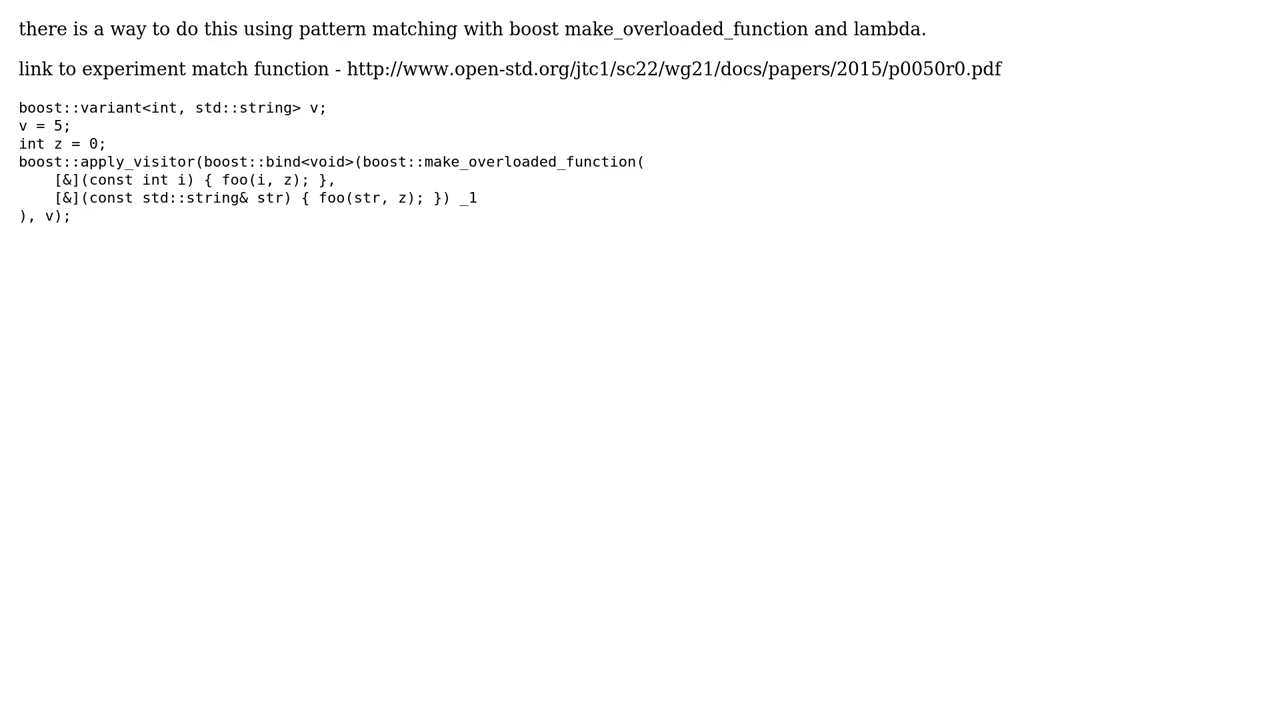 there is a way to do this using pattern matching with boost make_overloaded_function and lambda.
link to experiment match function - http://www.open-std.org/jtc1/sc22/wg21/docs/papers/2015/p0050r0.pdf
boost::variant<int, std::string> v;
v = 5;
int z = 0;
boost::apply_visitor(boost::bind<void>(boost::make_overloaded_function(
    [&](const int i) { foo(i, z); },
    [&](const std::string& str) { foo(str, z); }) _1
), v);